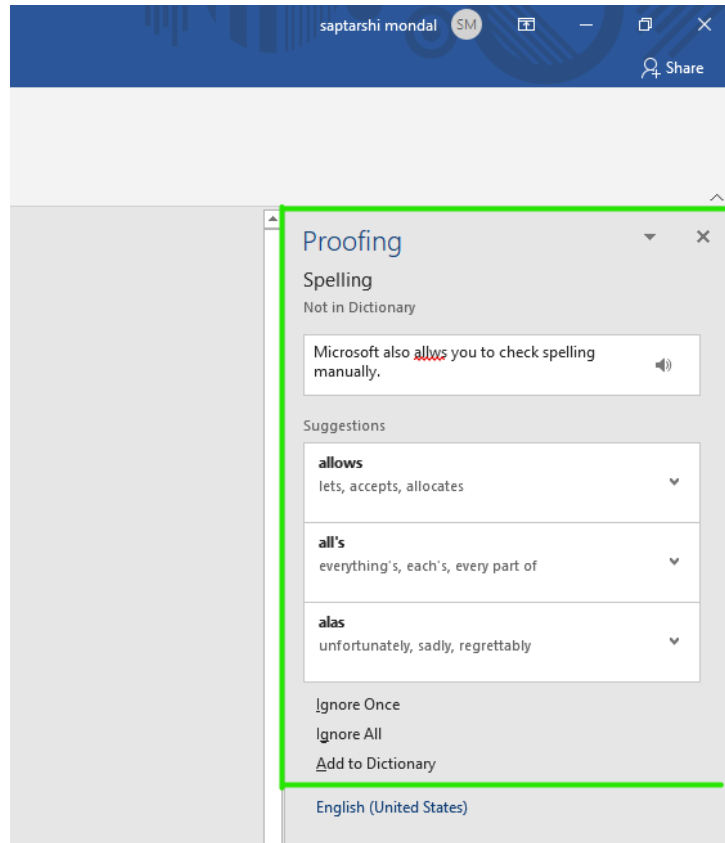 saptarshi mondal SM
Share
Proofing
Spelling
Not in Dictionary
Microsoft also allws you to check spelling
manually.
Suggestions
allows
lets, accepts, allocates
all's
everything's, each's, every part of
alas
unfortunately, sadly, regrettably
Ignore Once
Ignore All
Add to Dictionary
English (United States)